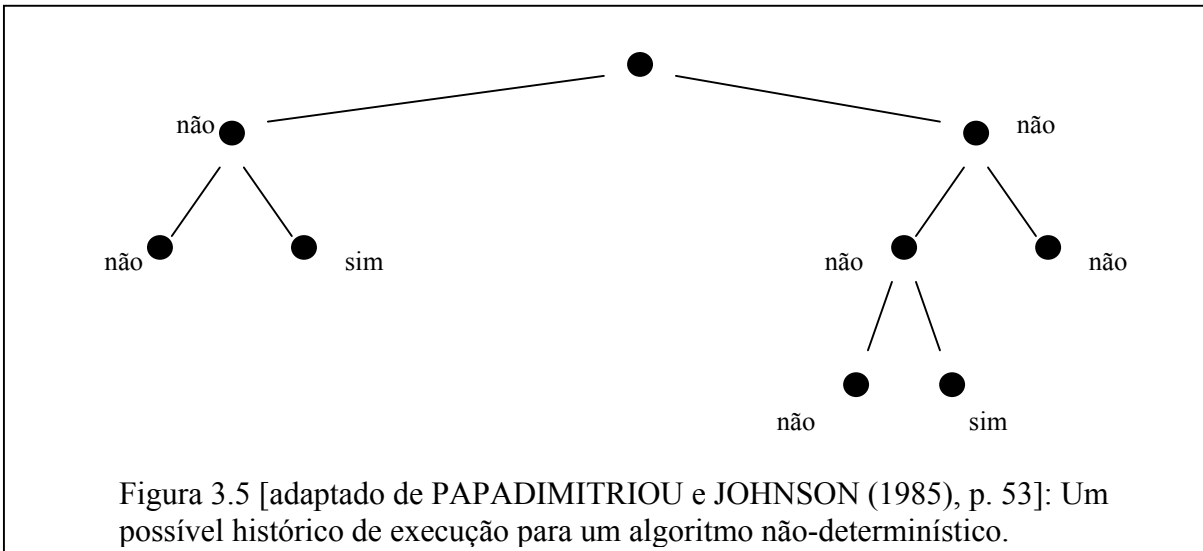 não
não
não
sim
não
não
não
sim
Figura 3.5 [adaptado de PAPADIMITRIOU e JOHNSON (1985), p. 53]: Um
possível histórico de execução para um algoritmo não-determinístico.